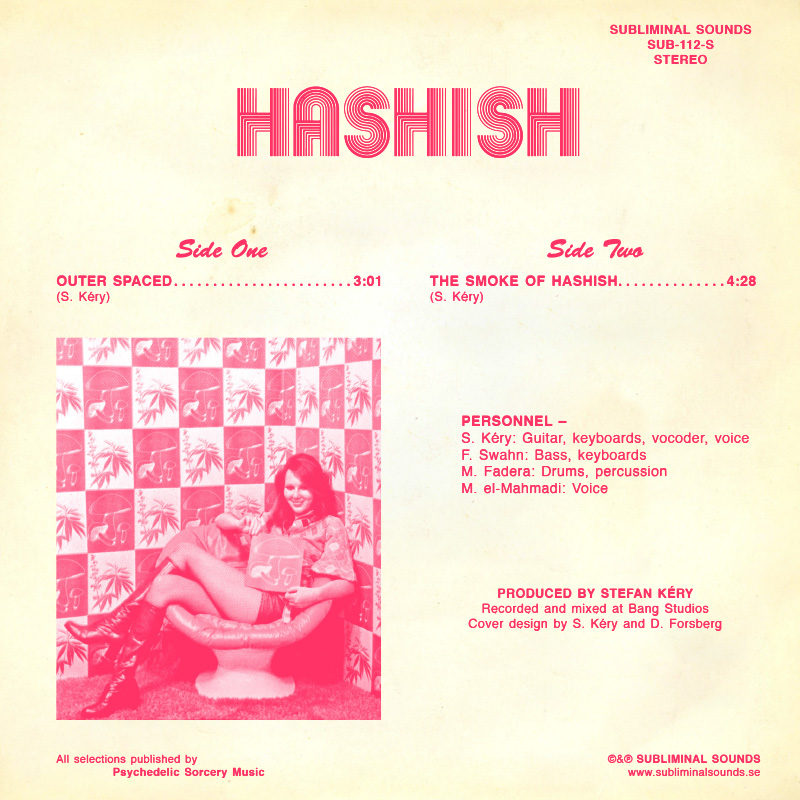 SUBLIMINAL SOUNDS
SUB-112-S
STEREO
HASHISH
Side One
OUTER SPACED.......................3:01
(S. Kéry)
Side Two
THE SMOKE OF HASHISH.............4:28
(S. Kéry)
PERSONNEL –
S. Kéry: Guitar, keyboards, vocoder, voice
F. Swahn: Bass, keyboards
M. Fadera: Drums, percussion
M. el-Mahmadi: Voice
PRODUCED BY STEFAN KÉRY
Recorded and mixed at Bang Studios
Cover design by S. Kéry and D. Forsberg
All selections published by
Psychedelic Sorcery Music
©&℗ SUBLIMINAL SOUNDS
www.subliminalsounds.se